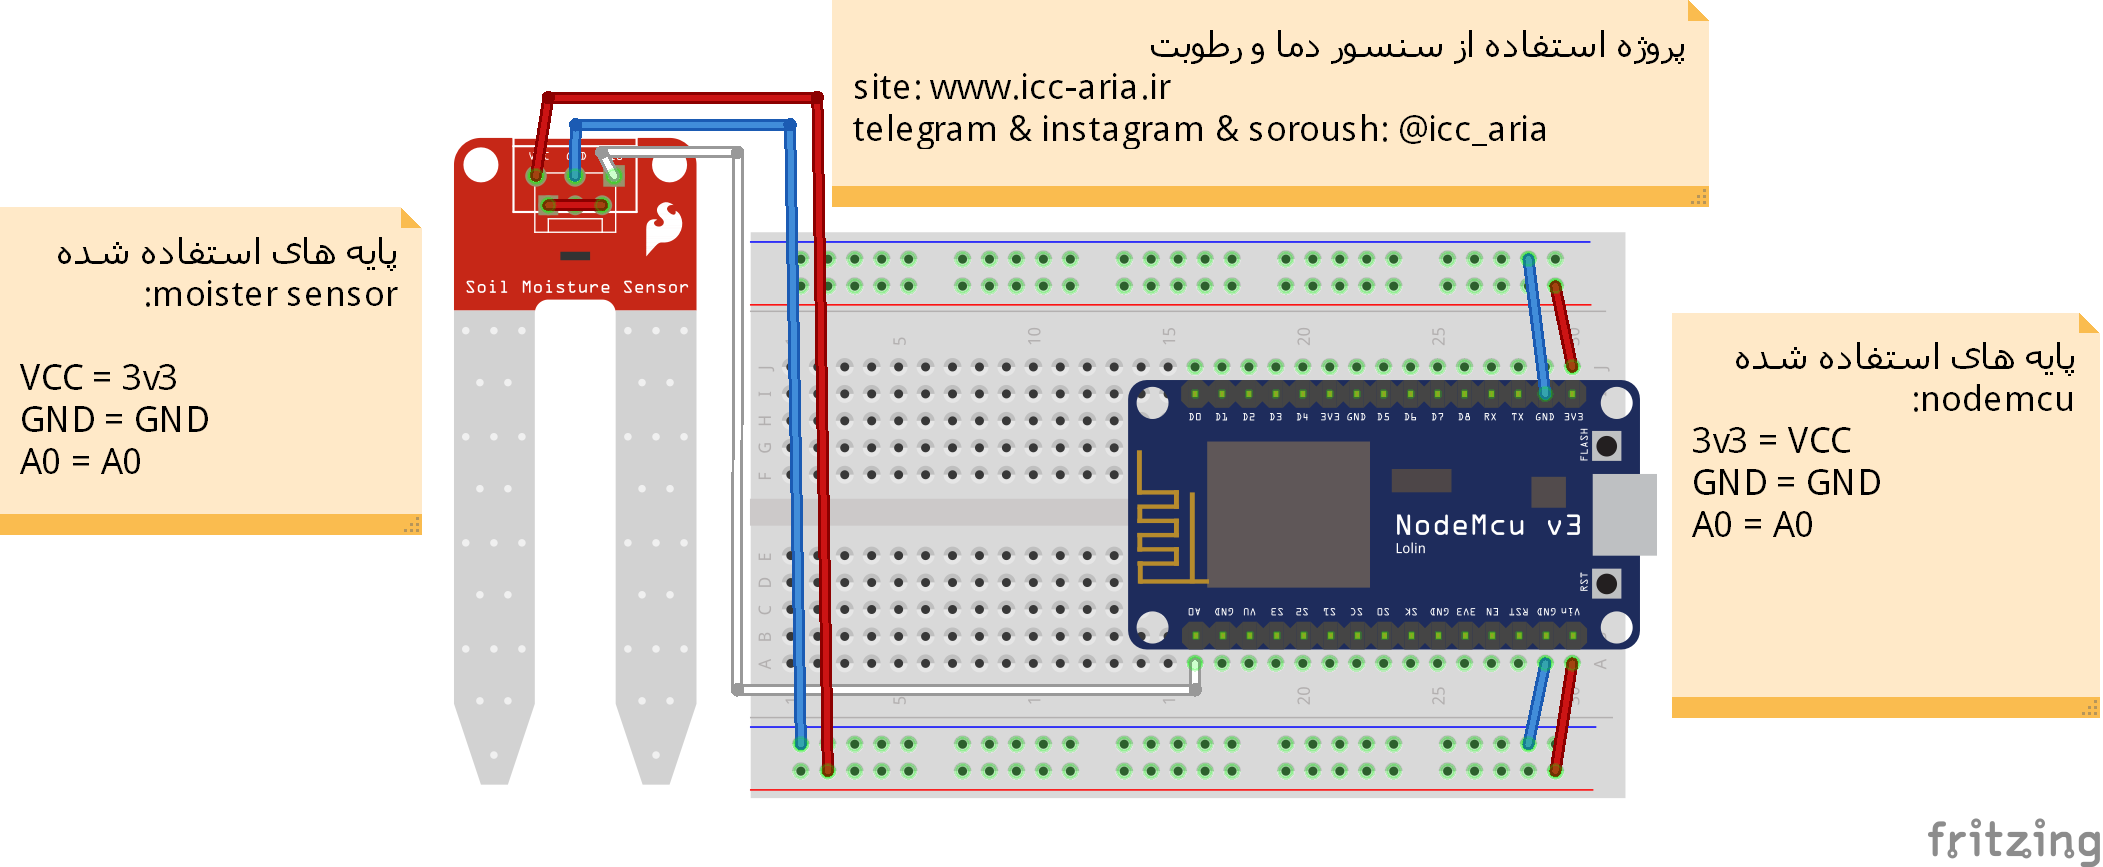 پروژه استفاده از سنسور دما و رطوبت
site: www.icc-aria.ir
telegram & instagram & soroush: @icc_aria
پایه های استفاده شده
moister sensor:
VCC = 3v3
GND = GND
A0 = A0
Soil Moisture Sensor
پایه های استفاده شده
nodemcu:
3v3 = VCC
GND = GND
A0 = A0
5 10 15 20 25 30
J
I
H
G
F
E
D
C
B
A
J
D0 D1 D2 D3 D4 3V3 GND D5 D6 D7 D8 RX TX GND 3V3
FLASH
NodeMcu v3
Lolin
RST
A0 GND VU S3 S2 S1 SC S0 SK GND 3V3 EN RST GND Vin
A
5 20 25
fritzing